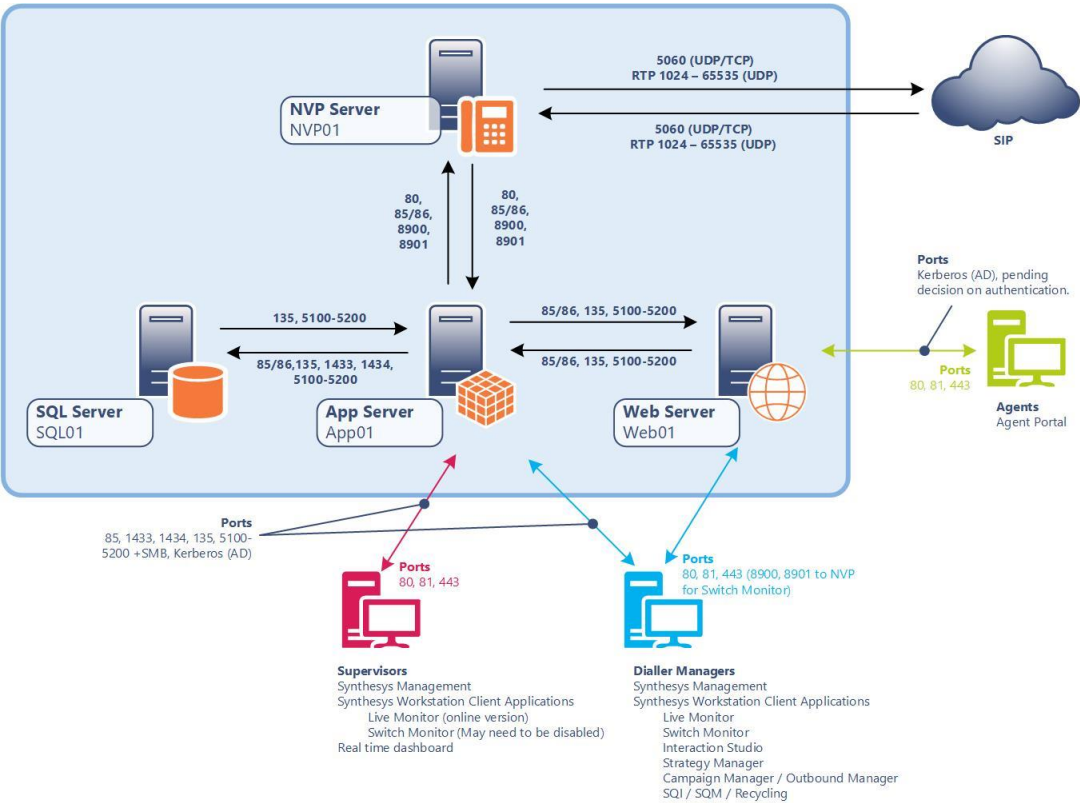 5060 (UDP/TCP)
RTP 1024 – 65535 (UDP)
NVP Server
NVP01
5060 (UDP/TCP)
RTP 1024 – 65535 (UDP)
SIP
80,
85/86,
8900,
8901
80,
85/86,
8900,
8901
Ports
Kerberos (AD), pending
decision on authentication.
135, 5100-5200
85/86,135, 1433, 1434,
5100-5200
85/86, 135, 5100-5200
85/86, 135, 5100-5200
Ports
80, 81, 443
SQL Server
SQL01
App Server
App01
Web Server
Web01
Agents
Agent Portal
Ports
85, 1433, 1434, 135, 5100-
5200 +SMB, Kerberos (AD)
Ports
80, 81, 443
Ports
80, 81, 443 (8900, 8901 to NVP
for Switch Monitor)
Supervisors
Synthesys Management
Synthesys Workstation Client Applications
Live Monitor (online version)
Switch Monitor (May need to be disabled)
Real time dashboard
Dialler Managers
Synthesys Management
Synthesys Workstation Client Applications
Live Monitor
Switch Monitor
Interaction Studio
Strategy Manager
Campaign Manager / Outbound Manager
SQI / SQM / Recycling